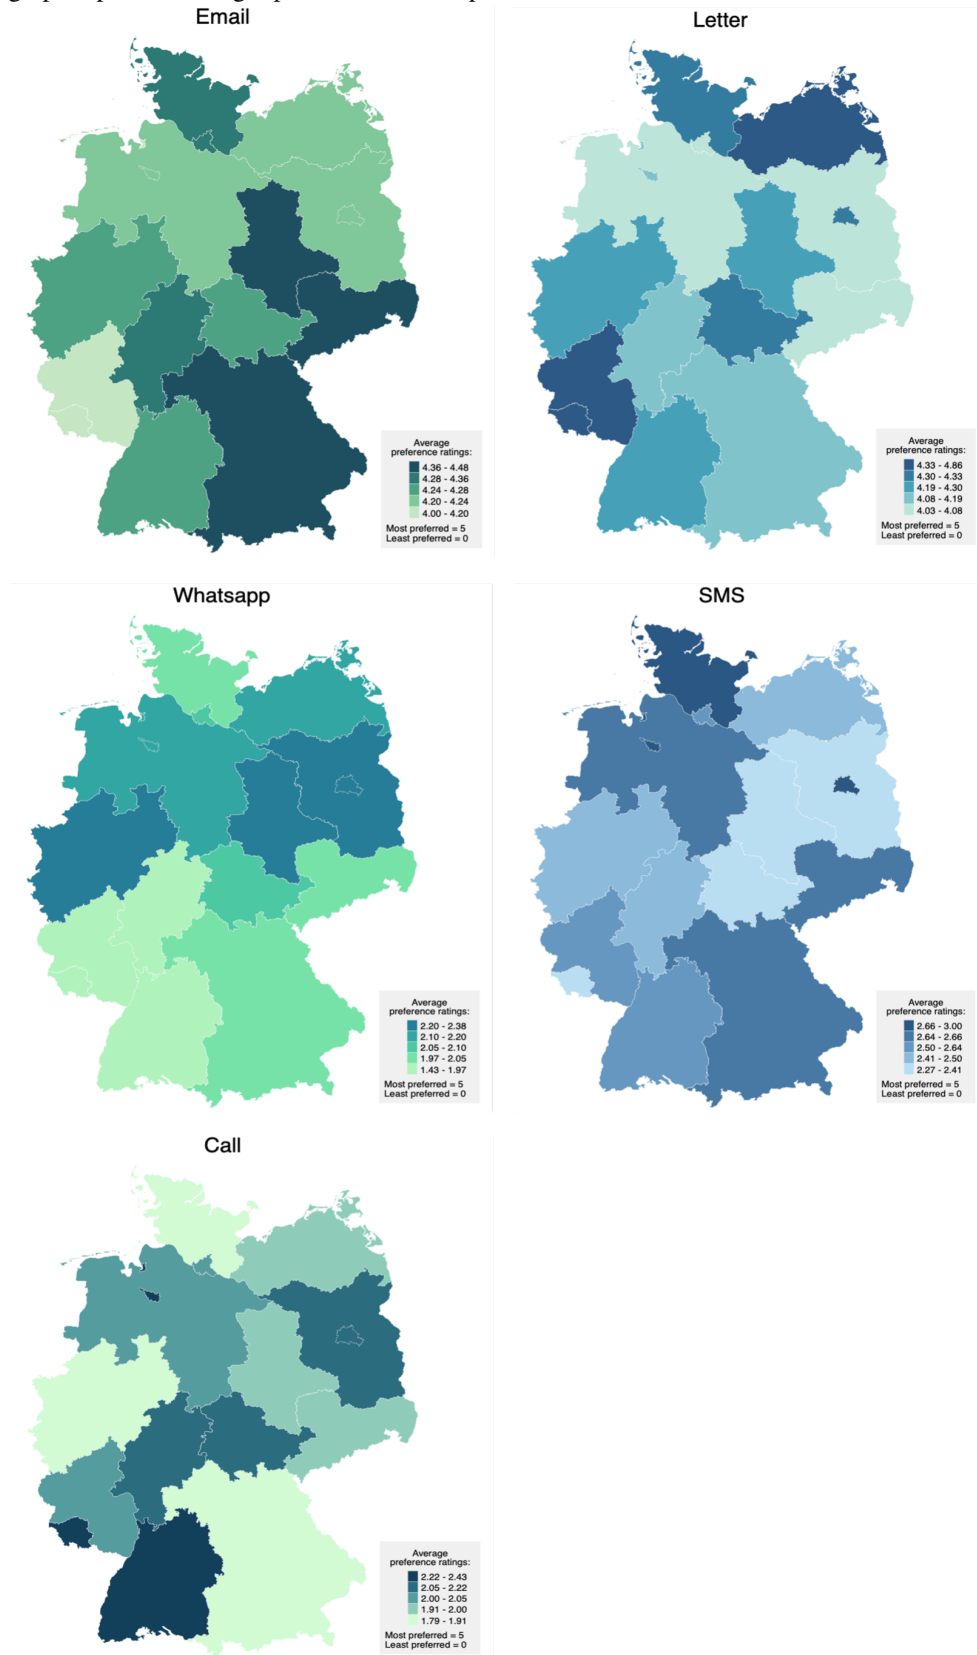 Email
Letter
Average
preference ratings:
4.36 - 4.48
4.28 - 4.36
4.24 - 4.28
4.20 - 4.24
4.00 - 4.20
Most preferred = 5
Least preferred = 0
Average
preference ratings:
4.33 - 4.86
4.30 - 4.33
4.19 - 4.30
4.08 - 4.19
4.03 - 4.08
Most preferred = 5
Least preferred = 0
Whatsapp
SMS
Average
preference ratings:
2.20 - 2.38
2.10 - 2.20
2.05 - 2.10
1.97 - 2.05
1.43 - 1.97
Most preferred = 5
Least preferred = 0
Average
preference ratings:
2.66 - 3.00
2.64 - 2.66
2.50 - 2.64
2.41 - 2.50
2.27 - 2.41
Most preferred = 5
Least preferred = 0
Call
Average
preference ratings:
2.22 - 2.43
2.05 - 2.22
2.00 - 2.05
1.91 - 2.00
1.79 - 1.91
Most preferred = 5
Least preferred = 0